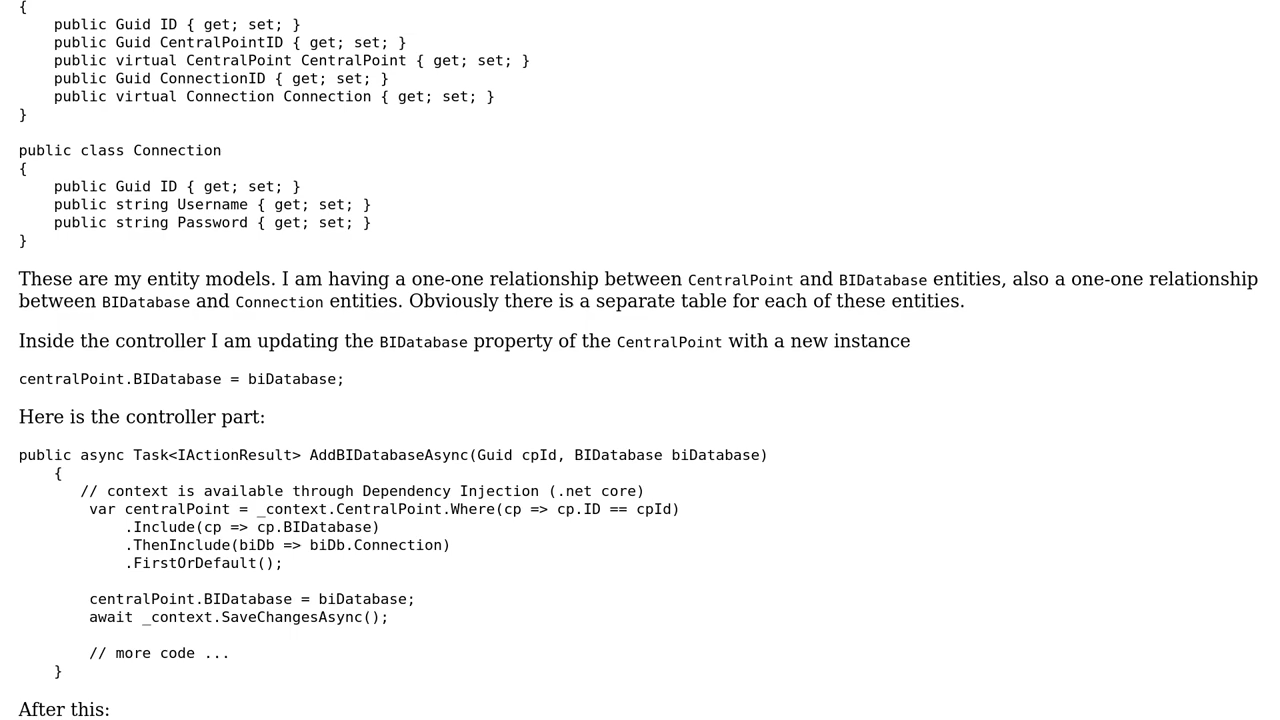 {
    public Guid ID { get; set; }
    public Guid CentralPointID { get; set; }
    public virtual CentralPoint CentralPoint { get; set; }
    public Guid ConnectionID { get; set; }
    public virtual Connection Connection { get; set; }
}

public class Connection
{
    public Guid ID { get; set; }
    public string Username { get; set; }
    public string Password { get; set; }
}
These are my entity models. I am having a one-one relationship between CentralPoint and BIDatabase entities, also a one-one relationship
between BIDatabase and Connection entities. Obviously there is a separate table for each of these entities.
Inside the controller I am updating the BIDatabase property of the CentralPoint with a new instance
centralPoint.BIDatabase = biDatabase;
Here is the controller part:
public async Task<IActionResult> AddBIDatabaseAsync(Guid cpId, BIDatabase biDatabase)
    {
       // context is available through Dependency Injection (.net core)
        var centralPoint = _context.CentralPoint.Where(cp => cp.ID == cpId)
            .Include(cp => cp.BIDatabase)
            .ThenInclude(biDb => biDb.Connection)
            .FirstOrDefault();

        centralPoint.BIDatabase = biDatabase;
        await _context.SaveChangesAsync();

        // more code ...
    }
After this: